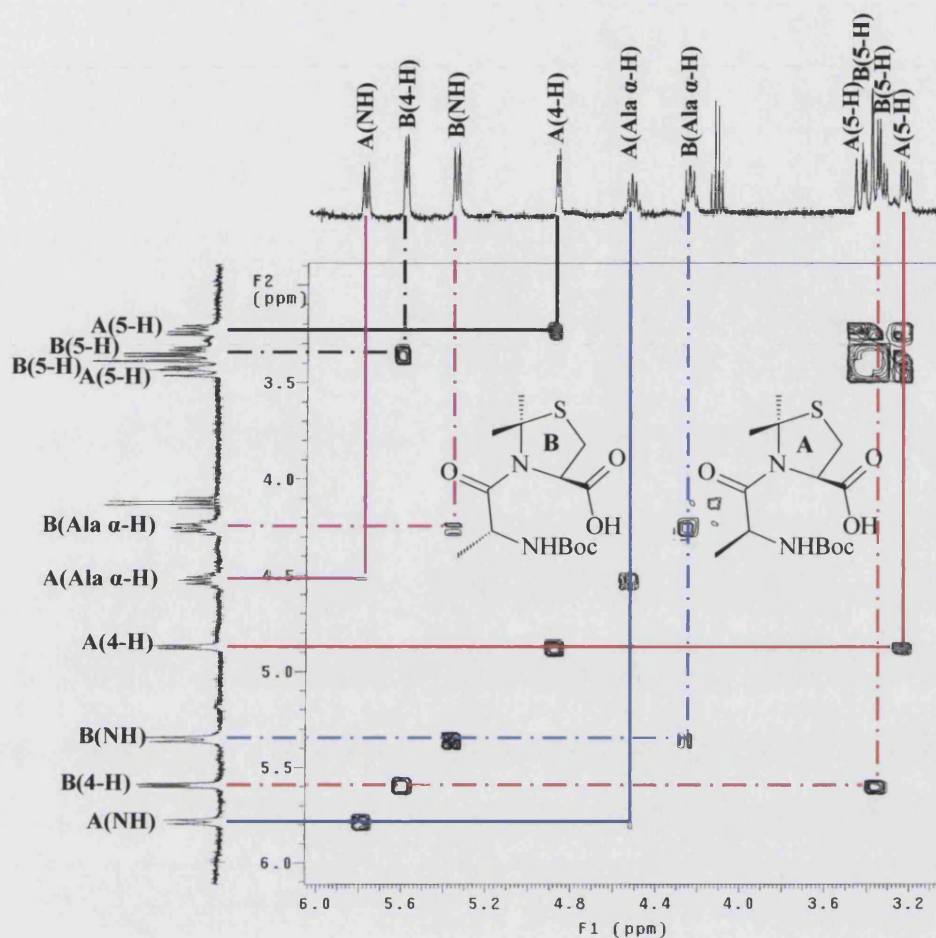 A(NH)
B(4-H)
B(NH)
A(4-H)
A(Ala α-H)
B(Ala α-H)
A(5-H)
B(5-H)
B(5-H)
A(5-H)
F2
(ppm)
A(5-H)
B(5-H)
B(5-H)
A(5-H)
3.5
4.0
B(Ala α-H)
A(Ala α-H)
4.5
A(4-H)
5.0
B(NH)
5.5
B(4-H)
A(NH)
6.0
S
B
N
O
O
OH
NHBoc
S
A
N
O
O
OH
NHBoc
6.0 5.6 5.2 4.8 4.4 4.0 3.6 3.2
F1 (ppm)